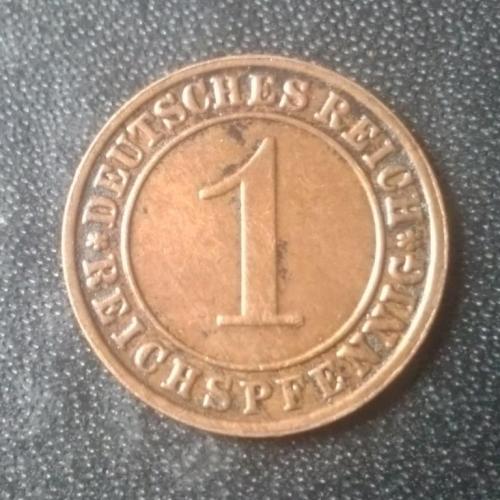 DEUTSCHES REICH
1
REICHSPFENNIG